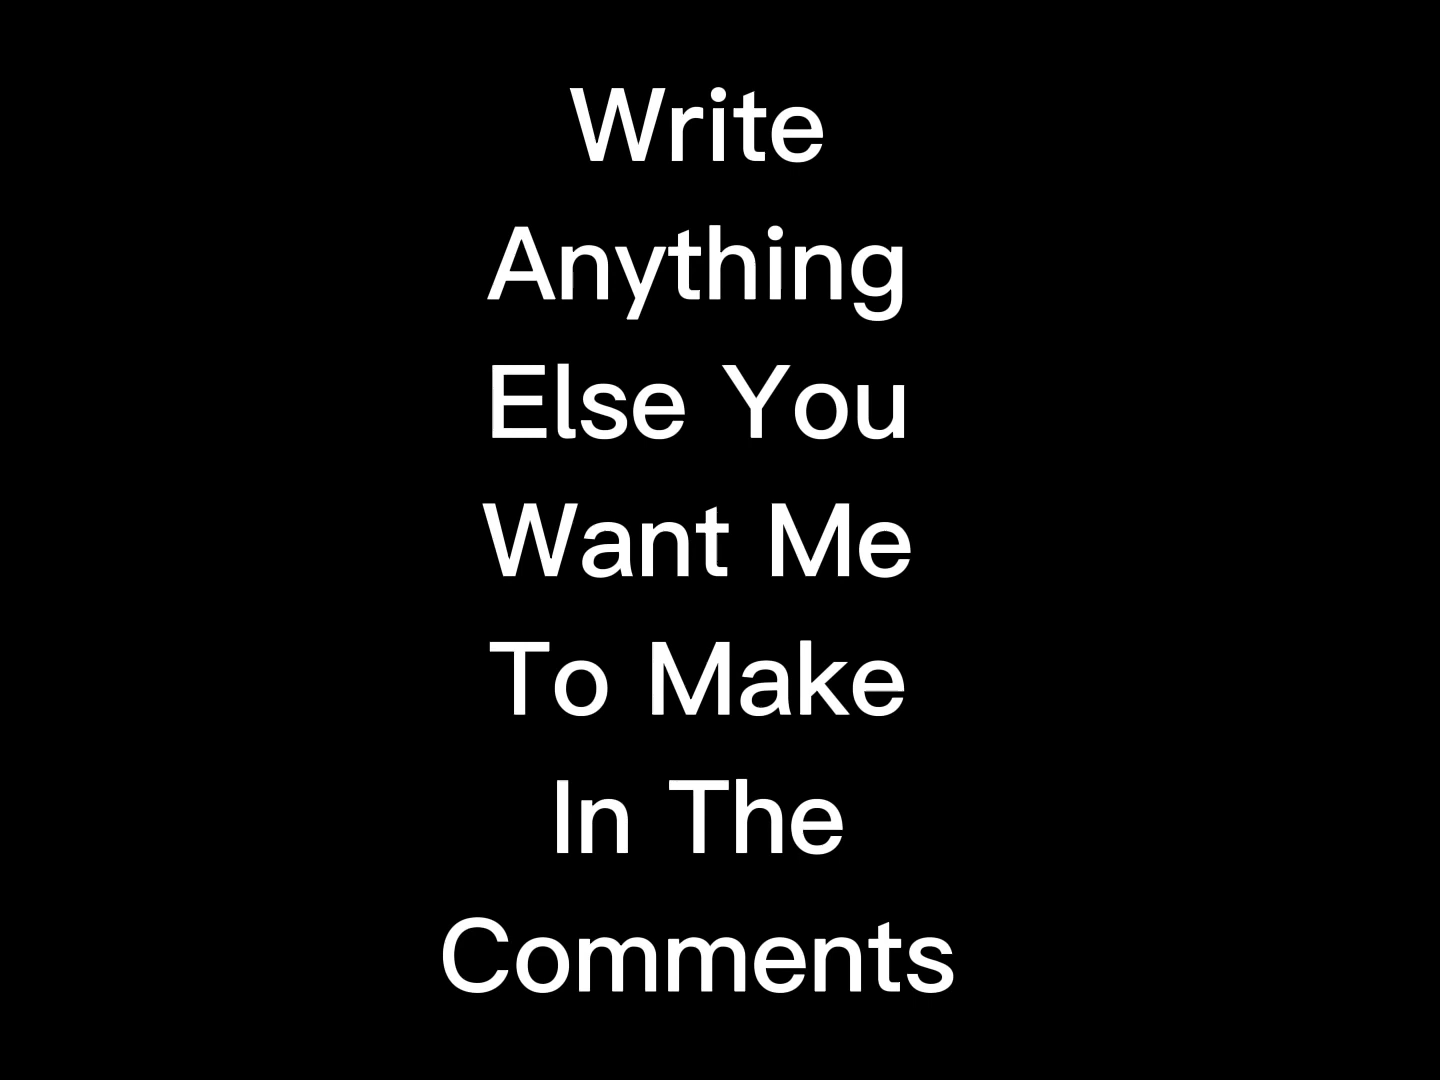 Write
Anything
Else You
Want Me
To Make
In The
Comments